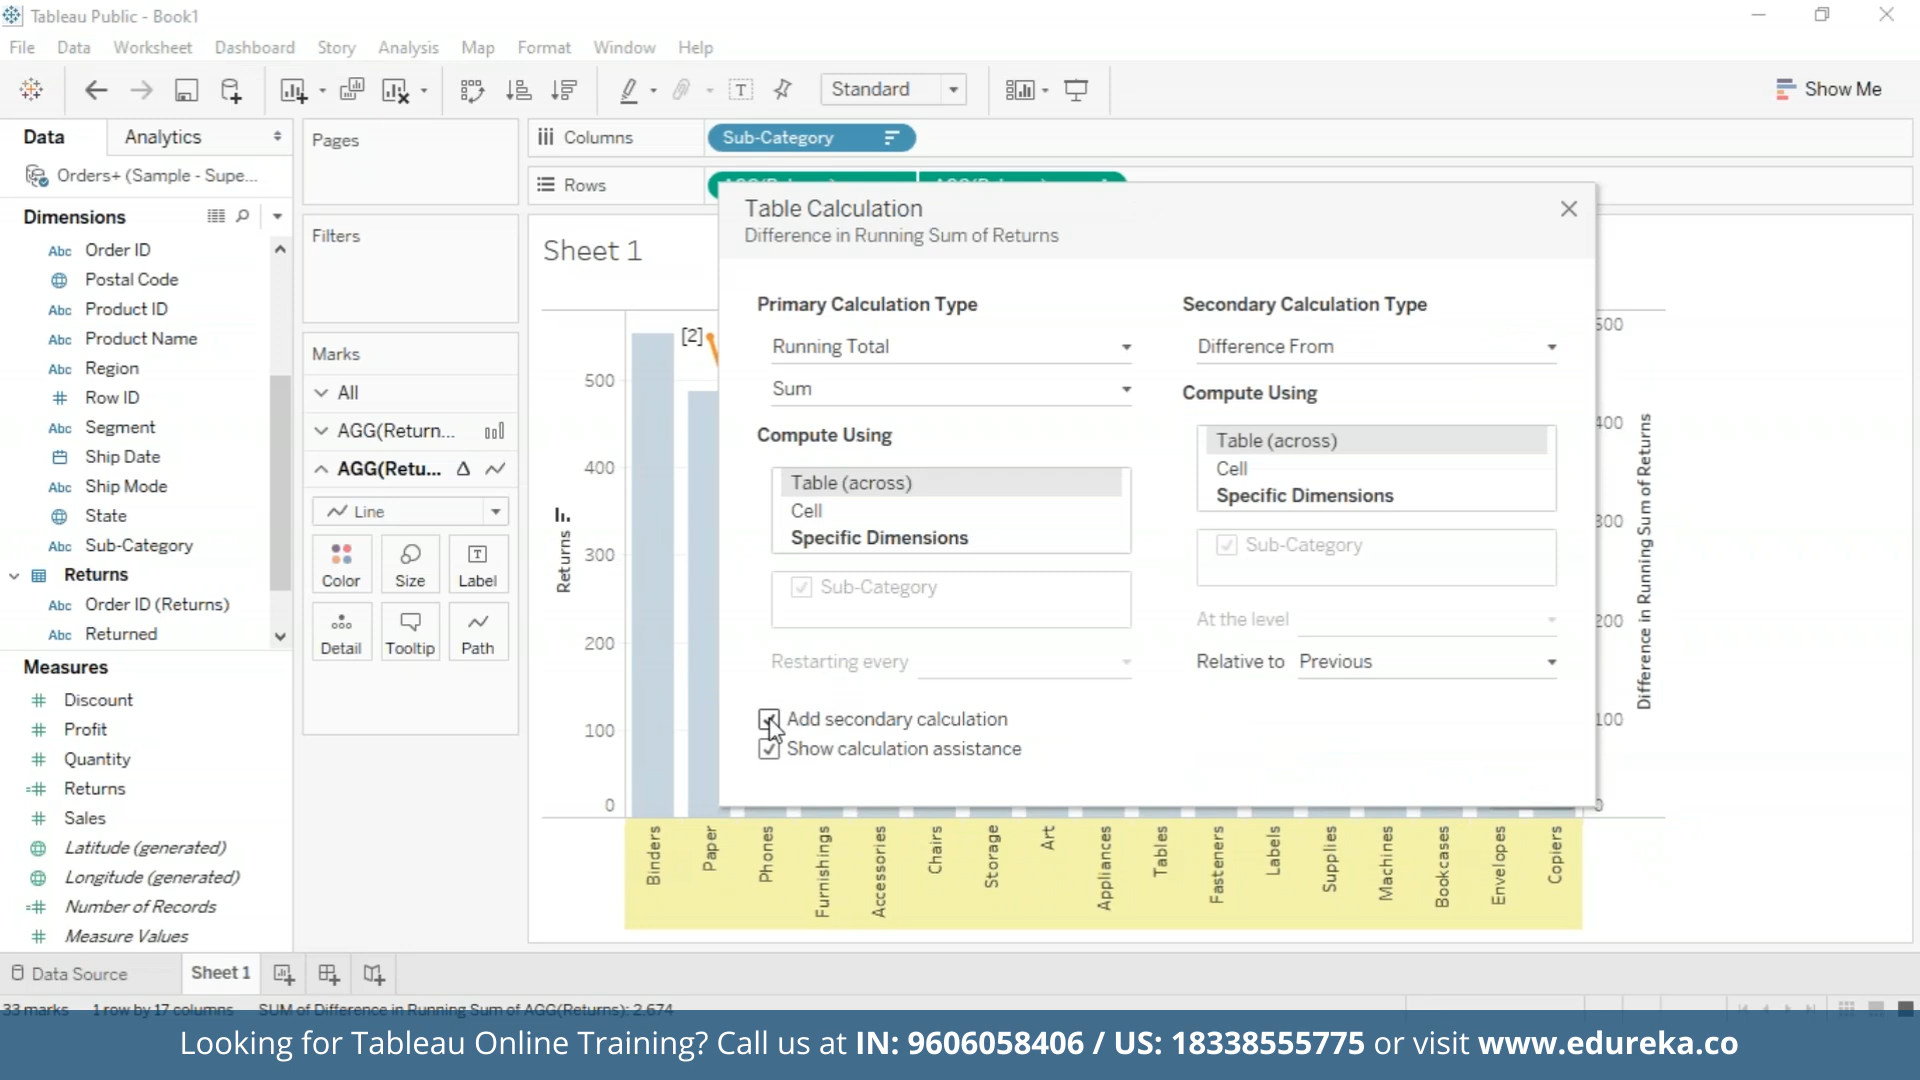 Tableau Public - Book1
File Data Worksheet Dashboard Story Analysis Map Format Window Help
Standard
Show Me
Data
Analytics
Orders+ (Sample - Supe...
Dimensions
Abc Order ID
Postal Code
Abc Product ID
Abc Product Name
Abc Region
# Row ID
Abc Segment
Ship Date
Abc Ship Mode
State
Abc Sub-Category
Returns
Abc Order ID (Returns)
Abc Returned
Measures
# Discount
# Profit
# Quantity
=# Returns
# Sales
Latitude (generated)
Longitude (generated)
=# Number of Records
# Measure Values
Pages
Filters
Marks
All
AGG(Return...
AGG(Retu... Δ
Line
Color Size Label
Detail Tooltip Path
Columns
Sub-Category
Rows
Sheet 1
[2]
500
400
300
200
100
0
Returns
Table Calculation
Difference in Running Sum of Returns
Primary Calculation Type
Running Total
Sum
Compute Using
Table (across)
Cell
Specific Dimensions
Sub-Category
Restarting every
Add secondary calculation
Show calculation assistance
Secondary Calculation Type
Difference From
Compute Using
Table (across)
Cell
Specific Dimensions
Sub-Category
At the level
Relative to Previous
500
400
300
200
100
0
Difference in Running Sum of Returns
Binders
Paper
Phones
Furnishings
Accessories
Chairs
Storage
Art
Appliances
Tables
Fasteners
Labels
Supplies
Machines
Bookcases
Envelopes
Copiers
Data Source
Sheet 1
33 marks 1 row by 17 columns SUM of Difference in Running Sum of AGG(Returns): 2,674
Looking for Tableau Online Training? Call us at IN: 9606058406 / US: 18338555775 or visit www.edureka.co